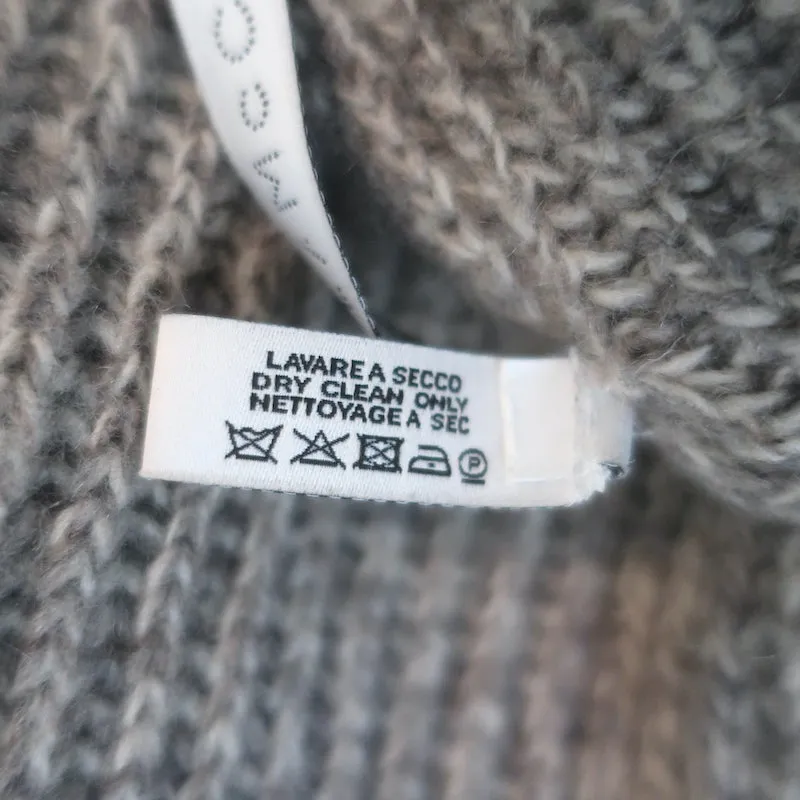 LAVARE A SECCO
DRY CLEAN ONLY
NETTOYAGE A SEC
P